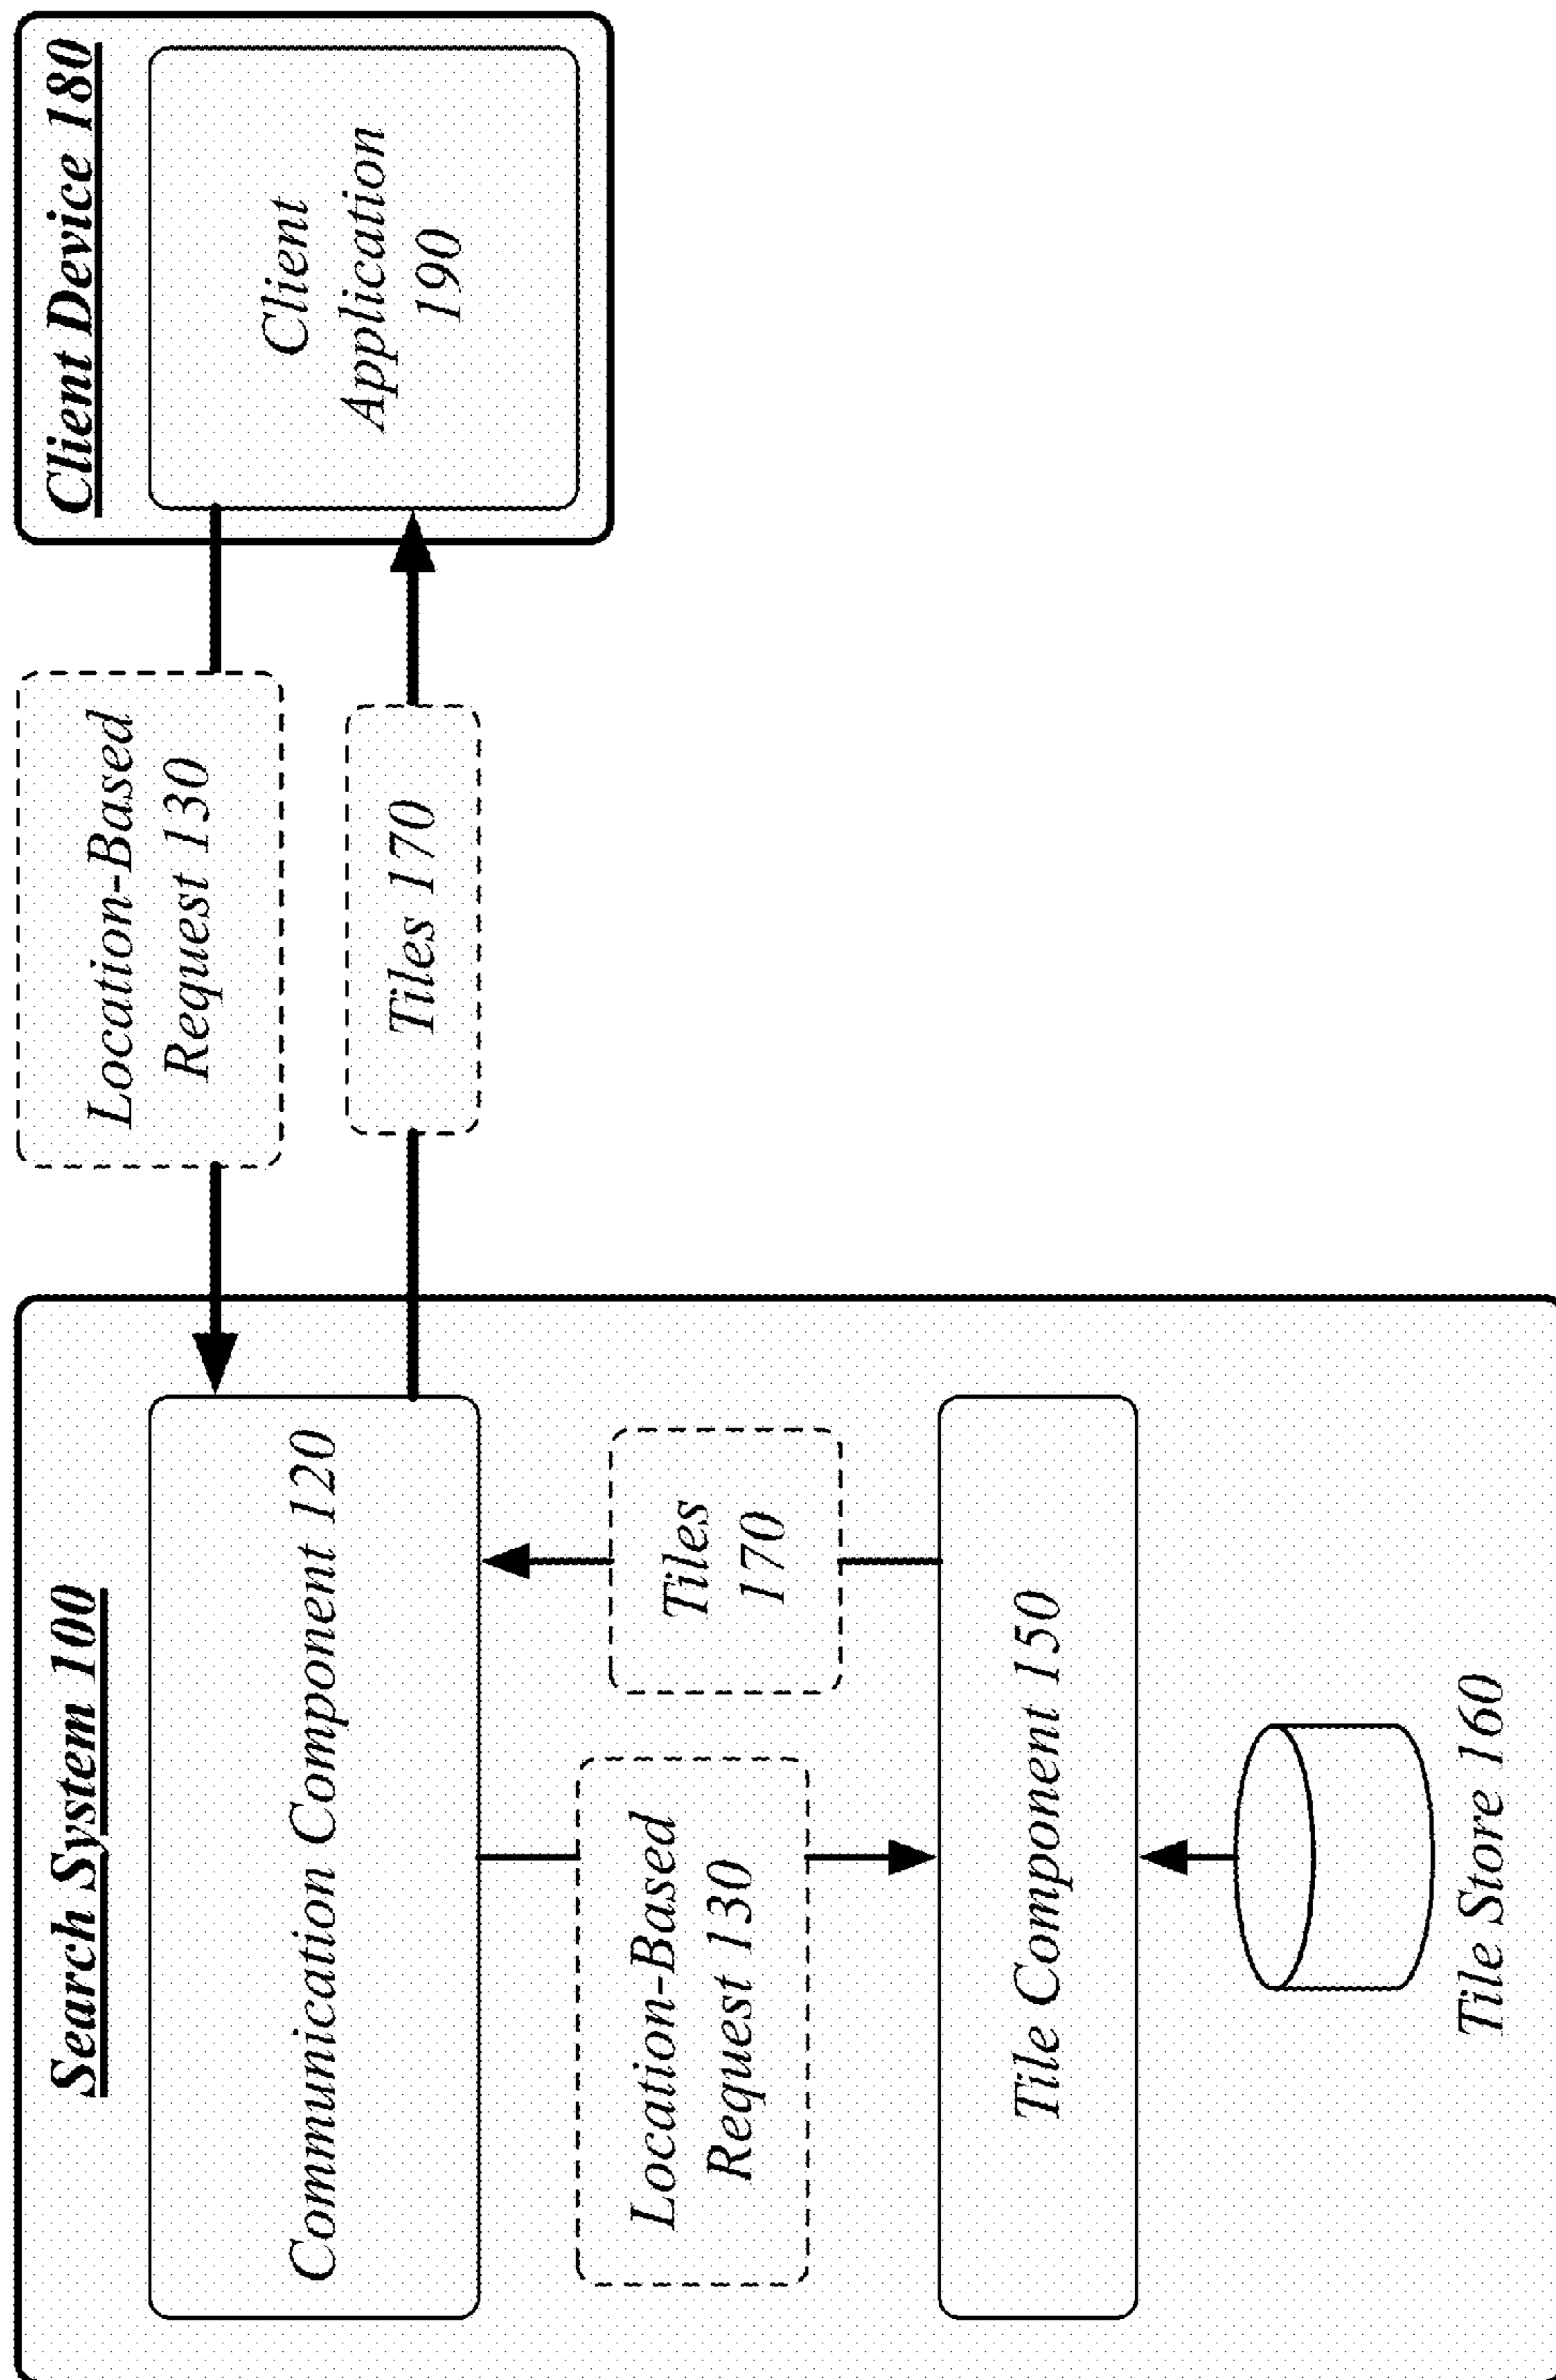 Search System 100
Communication Component 120
Location-Based
Request 130
Tiles
170
Tile Component 150
Tile Store 160
Location-Based
Request 130
Tiles 170
Client Device 180
Client
Application
190